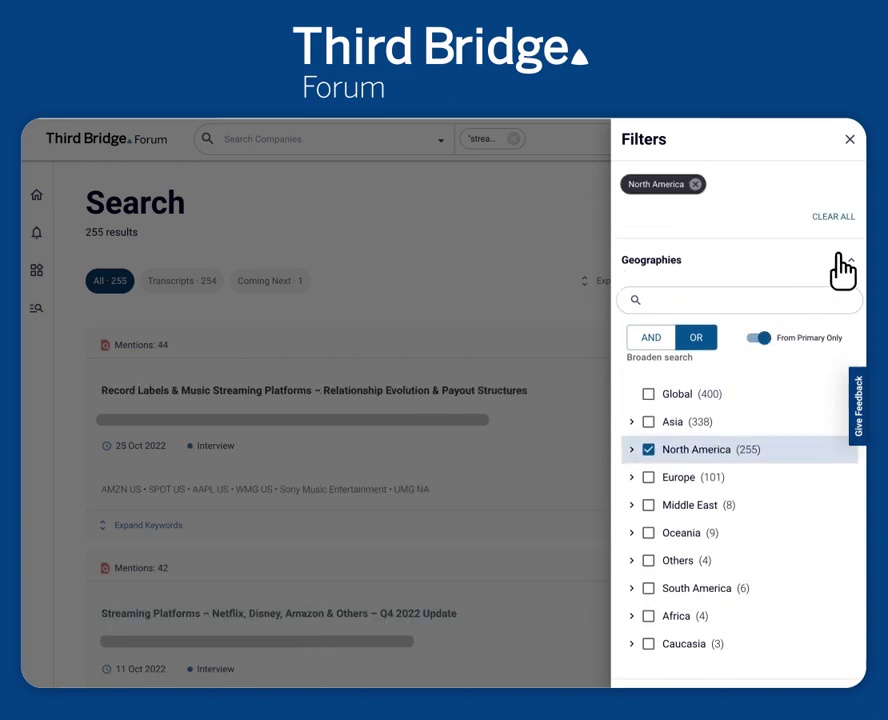 Third Bridge
Forum
Third Bridge Forum
Search Companies
"strea...
Filters
North America
CLEAR ALL
Search
255 results
Geographies
All · 255
Transcripts · 254
Coming Next · 1
Exp
AND
OR
From Primary Only
Broaden search
Mentions: 44
Record Labels & Music Streaming Platforms – Relationship Evolution & Payout Structures
25 Oct 2022
• Interview
AMZN US • SPOT US • AAPL US • WMG US • Sony Music Entertainment • UMG NA
Expand Keywords
Mentions: 42
Streaming Platforms – Netflix, Disney, Amazon & Others – Q4 2022 Update
11 Oct 2022
• Interview
Global (400)
Asia (338)
North America (255)
Europe (101)
Middle East (8)
Oceania (9)
Others (4)
South America (6)
Africa (4)
Caucasia (3)
Give Feedback